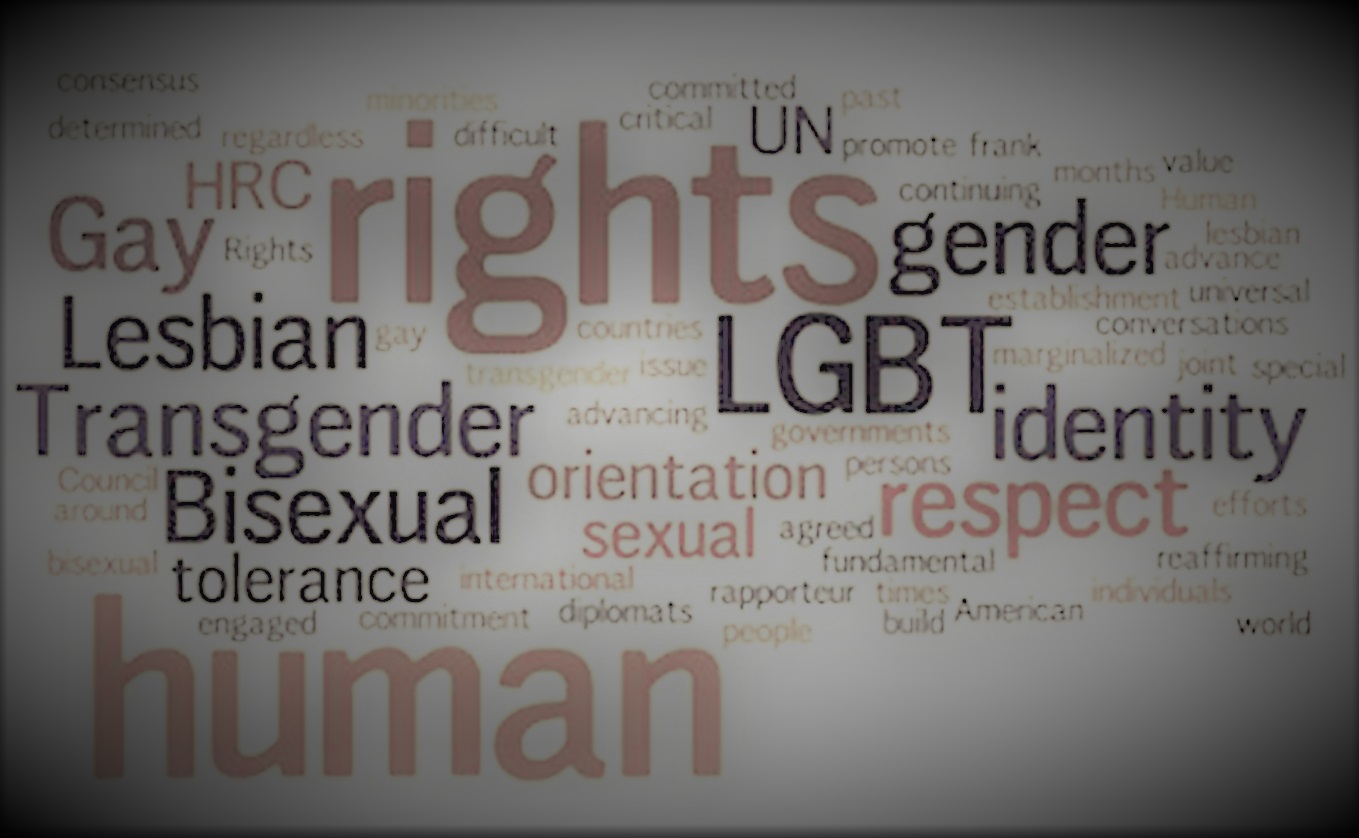 consensus
minorities
committed
past
determined
regardless
difficult
critical
UN
promote
frank
months
value
HRC
rights
continuing
Human
Gay
Rights
gender
lesbian
advance
establishment
universal
Lesbian
gay
countries
LGBT
conversations
transgender
issue
marginalized
joint
special
Transgender
advancing
governments
identity
Council
Bisexual
orientation
persons
respect
efforts
around
sexual
agreed
bisexual
tolerance
international
fundamental
reaffirming
rapporteur
times
individuals
engaged
commitment
diplomats
people
build
American
world
human